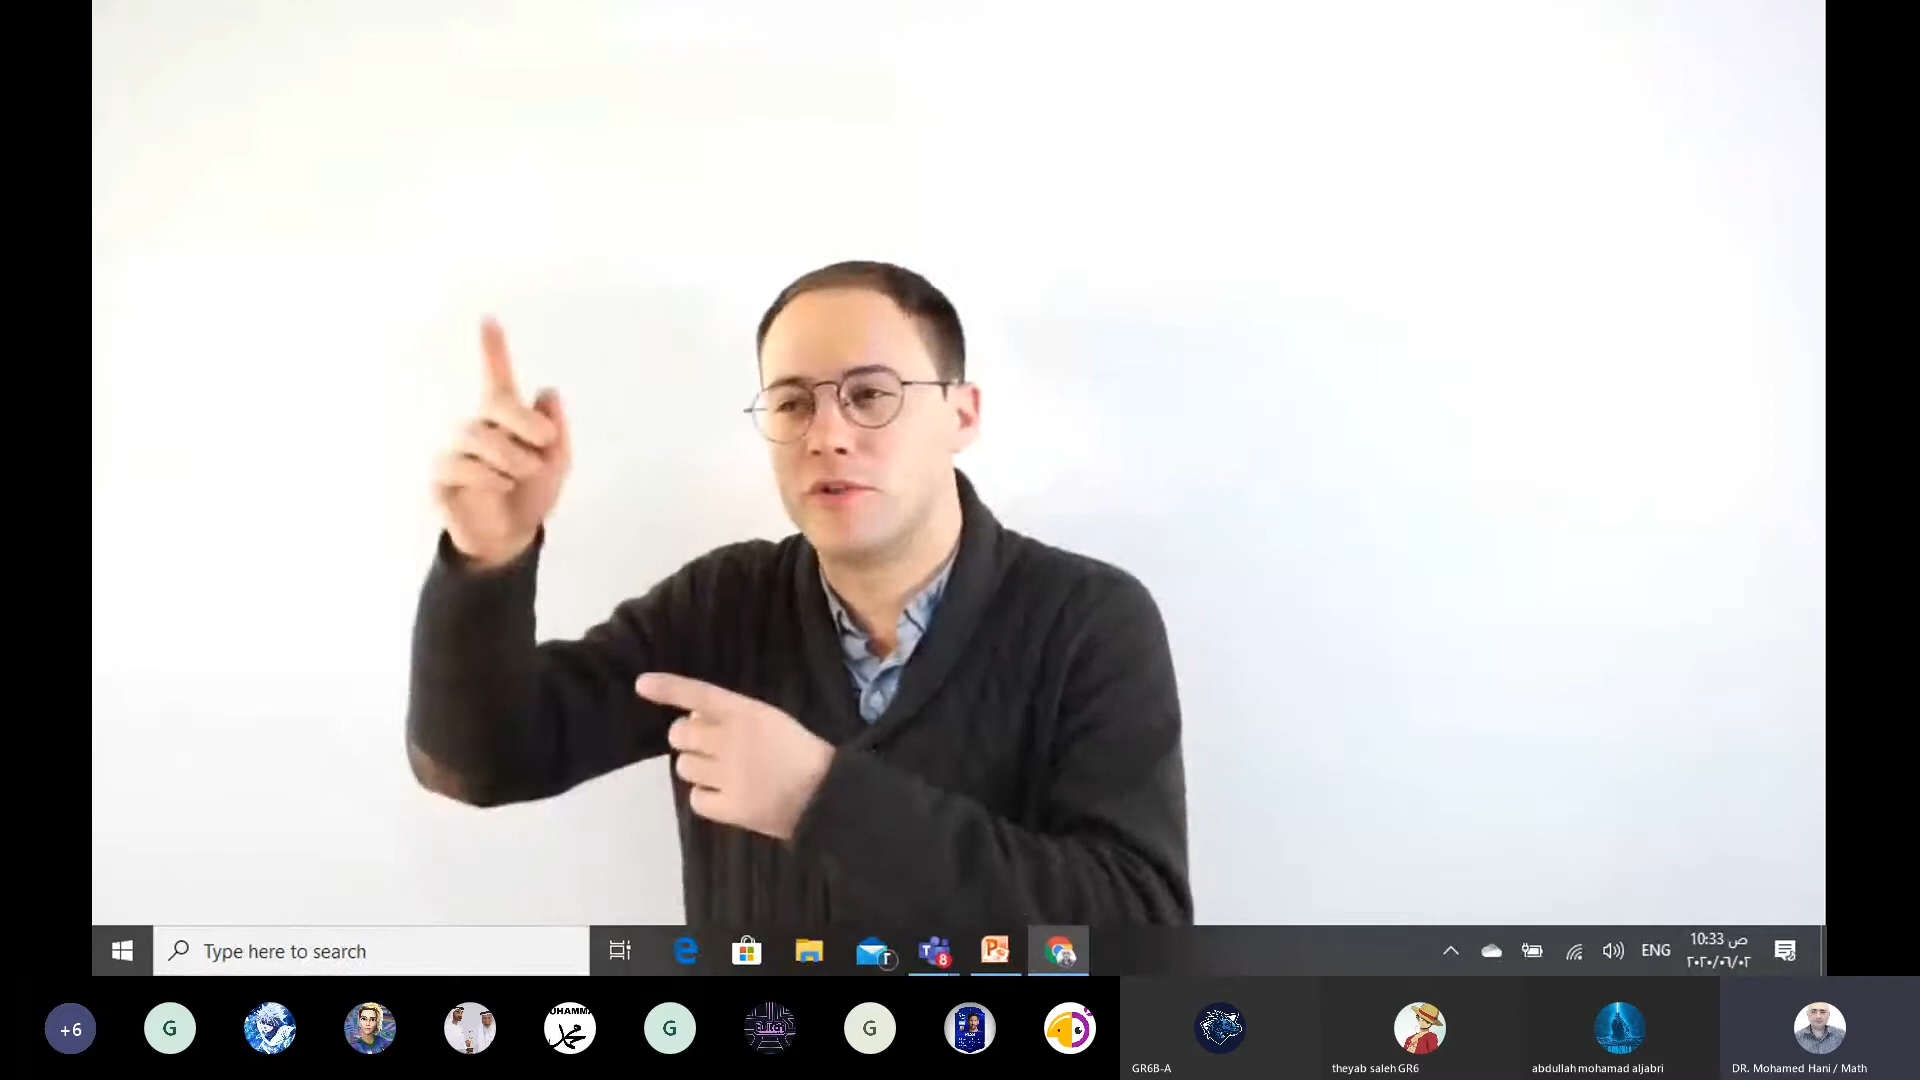 Type here to search
8
ENG
10:33 ص
٢٠٢٠/٠٦/٠٢
+6
G
G
G
GR6B-A
theyab saleh GR6
abdullah mohamad aljabri
DR. Mohamed Hani / Math